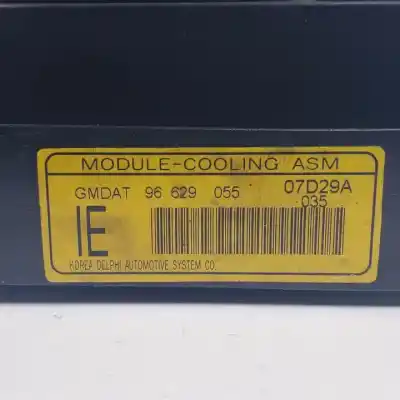 MODULE-COOLING ASM
GMDAT 96 629 055 07D29A
035
IE
KOREA DELPHI AUTOMOTIVE SYSTEM CO.